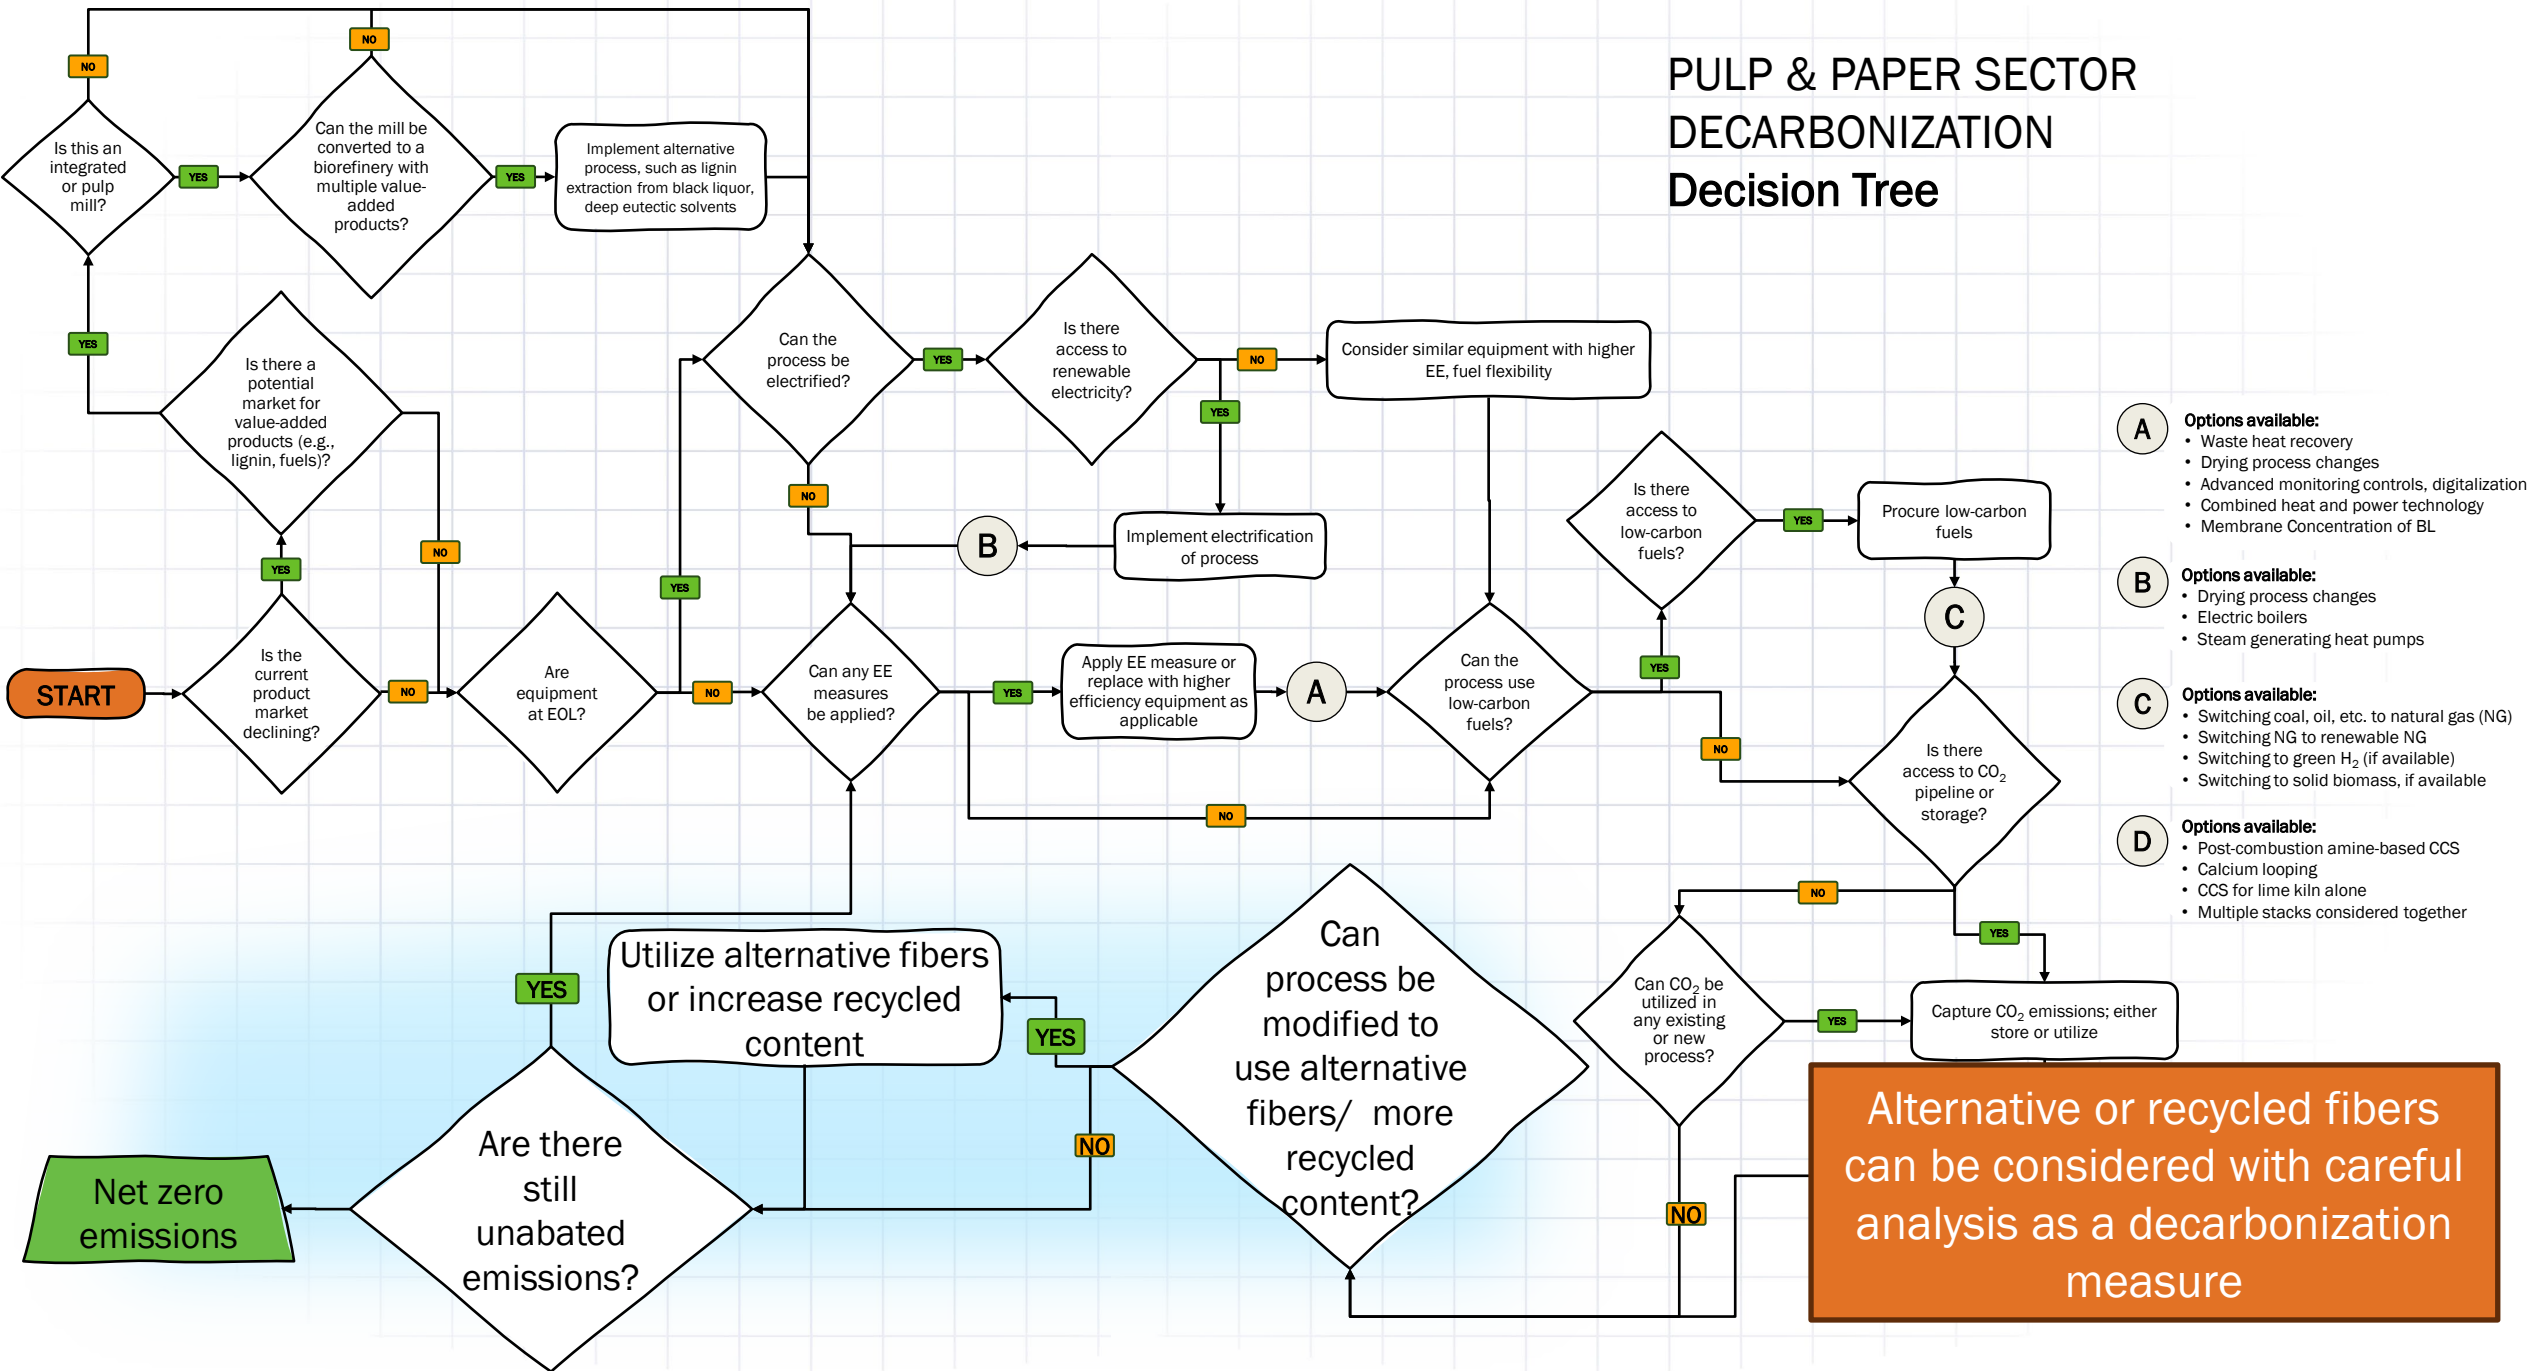 PULP & PAPER SECTOR
DECARBONIZATION
Decision Tree
NO
NO
Is this an
integrated
or pulp
mill?
YES
Can the mill be
converted to a
biorefinery with
multiple value-
added
products?
YES
Implement alternative
process, such as lignin
extraction from black liquor,
deep eutectic solvents
YES
Is there a
potential
market for
value-added
products (e.g.,
lignin, fuels)?
NO
YES
START
Is the
current
product
market
declining?
NO
Are
equipment
at EOL?
YES
NO
Can the
process be
electrified?
YES
NO
Is there
access to
renewable
electricity?
NO
YES
Consider similar equipment with higher
EE, fuel flexibility
Implement electrification
of process
B
Can any EE
measures
be applied?
YES
NO
Apply EE measure or
replace with higher
efficiency equipment as
applicable
A
Can the
process use
low-carbon
fuels?
YES
NO
Is there
access to
low-carbon
fuels?
YES
Procure low-carbon
fuels
C
Is there
access to CO2
pipeline or
storage?
NO
YES
Can CO2 be
utilized in
any existing
or new
process?
YES
NO
Capture CO2 emissions; either
store or utilize
A
Options available:
• Waste heat recovery
• Drying process changes
• Advanced monitoring controls, digitalization
• Combined heat and power technology
• Membrane Concentration of BL
B
Options available:
• Drying process changes
• Electric boilers
• Steam generating heat pumps
C
Options available:
• Switching coal, oil, etc. to natural gas (NG)
• Switching NG to renewable NG
• Switching to green H2 (if available)
• Switching to solid biomass, if available
D
Options available:
• Post-combustion amine-based CCS
• Calcium looping
• CCS for lime kiln alone
• Multiple stacks considered together
Can
process be
modified to
use alternative
fibers/ more
recycled
content?
YES
NO
Utilize alternative fibers
or increase recycled
content
YES
Are there
still
unabated
emissions?
Net zero
emissions
Alternative or recycled fibers
can be considered with careful
analysis as a decarbonization
measure